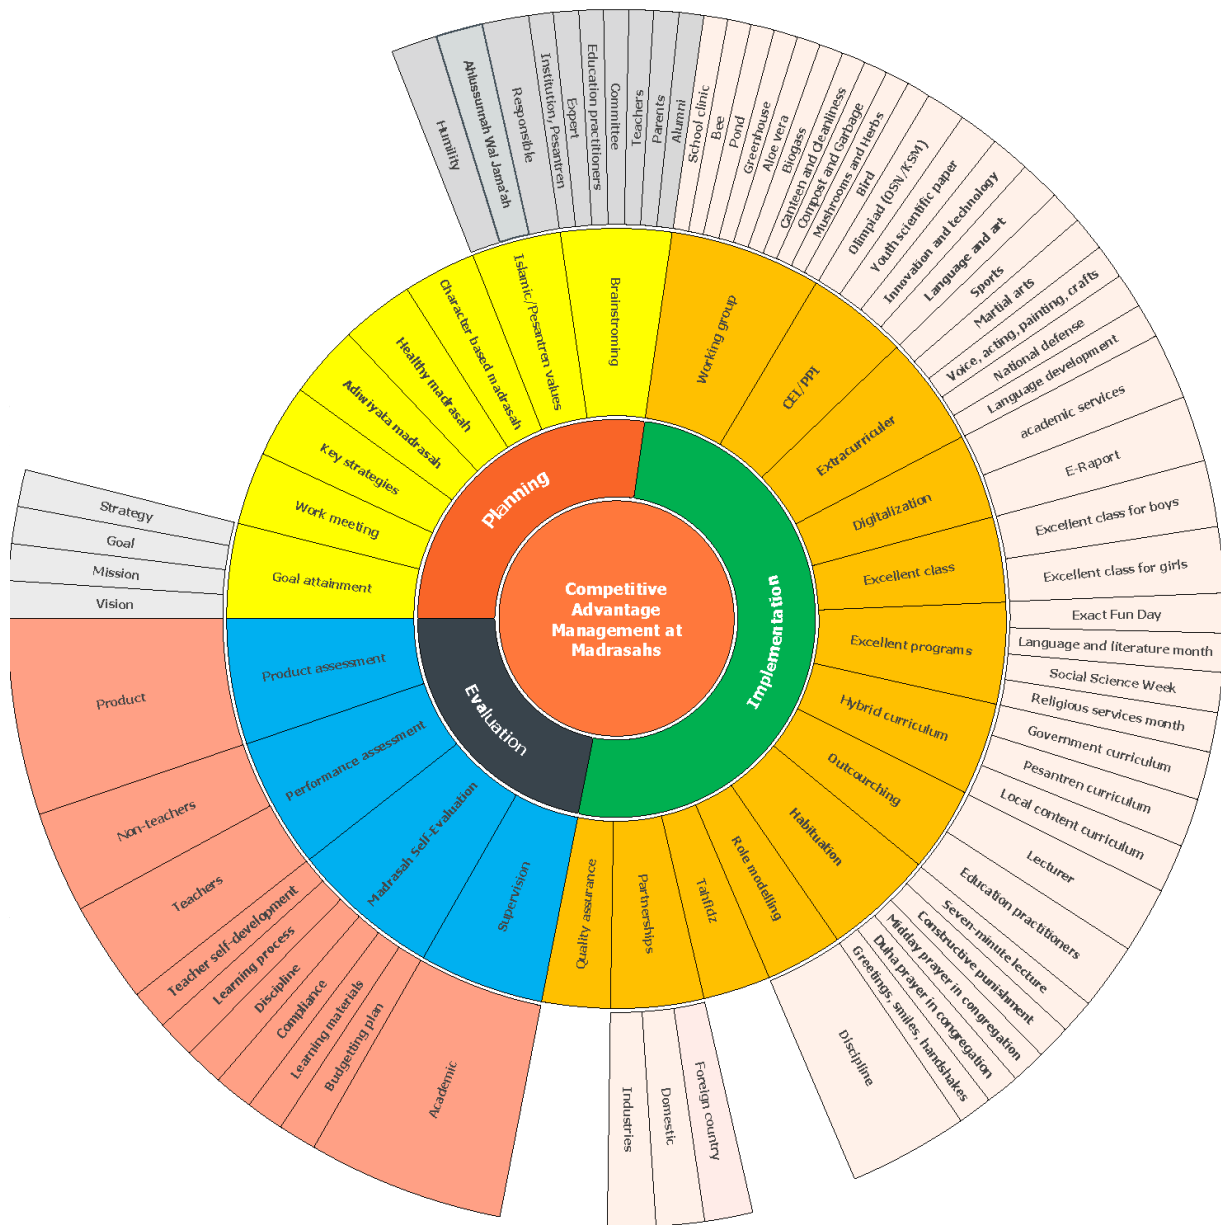 Competitive
Advantage
Management at
Madrasahs
Planning
Implementation
Evaluation
Goal attainment
Work meeting
Key strategies
Adiwiyata madrasah
Healthy madrasah
Character based madrasah
Islamic/Pesantren values
Brainstroming
Working group
CEI/PPI
Extracurriculer
Digitalization
Excellent class
Excellent programs
Hybrid curriculum
Outcourching
Habituation
Role modelling
Tahfidz
Partnerships
Quality assurance
Supervision
Madrasah Self-Evaluation
Performance assessment
Product assessment
Vision
Mission
Goal
Strategy
Humility
Ahlussunnah Wal Jama'ah
Responsible
Institution, Pesantren
Expert
Education practitioners
Committee
Teachers
Parents
Alumni
School clinic
Bee
Pond
Greenhouse
Aloe vera
Biogass
Canteen and cleanliness
Compost and Garbage
Mushrooms and Herbs
Bird
Olimpiad (OSN/KSM)
Youth scientific paper
Innovation and technology
Language and art
Sports
Martial arts
Voice, acting, painting, crafts
National defense
Language development
academic services
E-Raport
Excellent class for boys
Excellent class for girls
Exact Fun Day
Language and literature month
Social Science Week
Religious services month
Government curriculum
Pesantren curriculum
Local content curriculum
Lecturer
Education practitioners
Seven-minute lecture
Constructive punishment
Midday prayer in congregation
Duha prayer in congregation
Greetings, smiles, handshakes
Discipline
Foreign country
Domestic
Industries
Academic
Budgetting plan
Learning materials
Compliance
Discipline
Learning process
Teacher self-development
Teachers
Non-teachers
Product